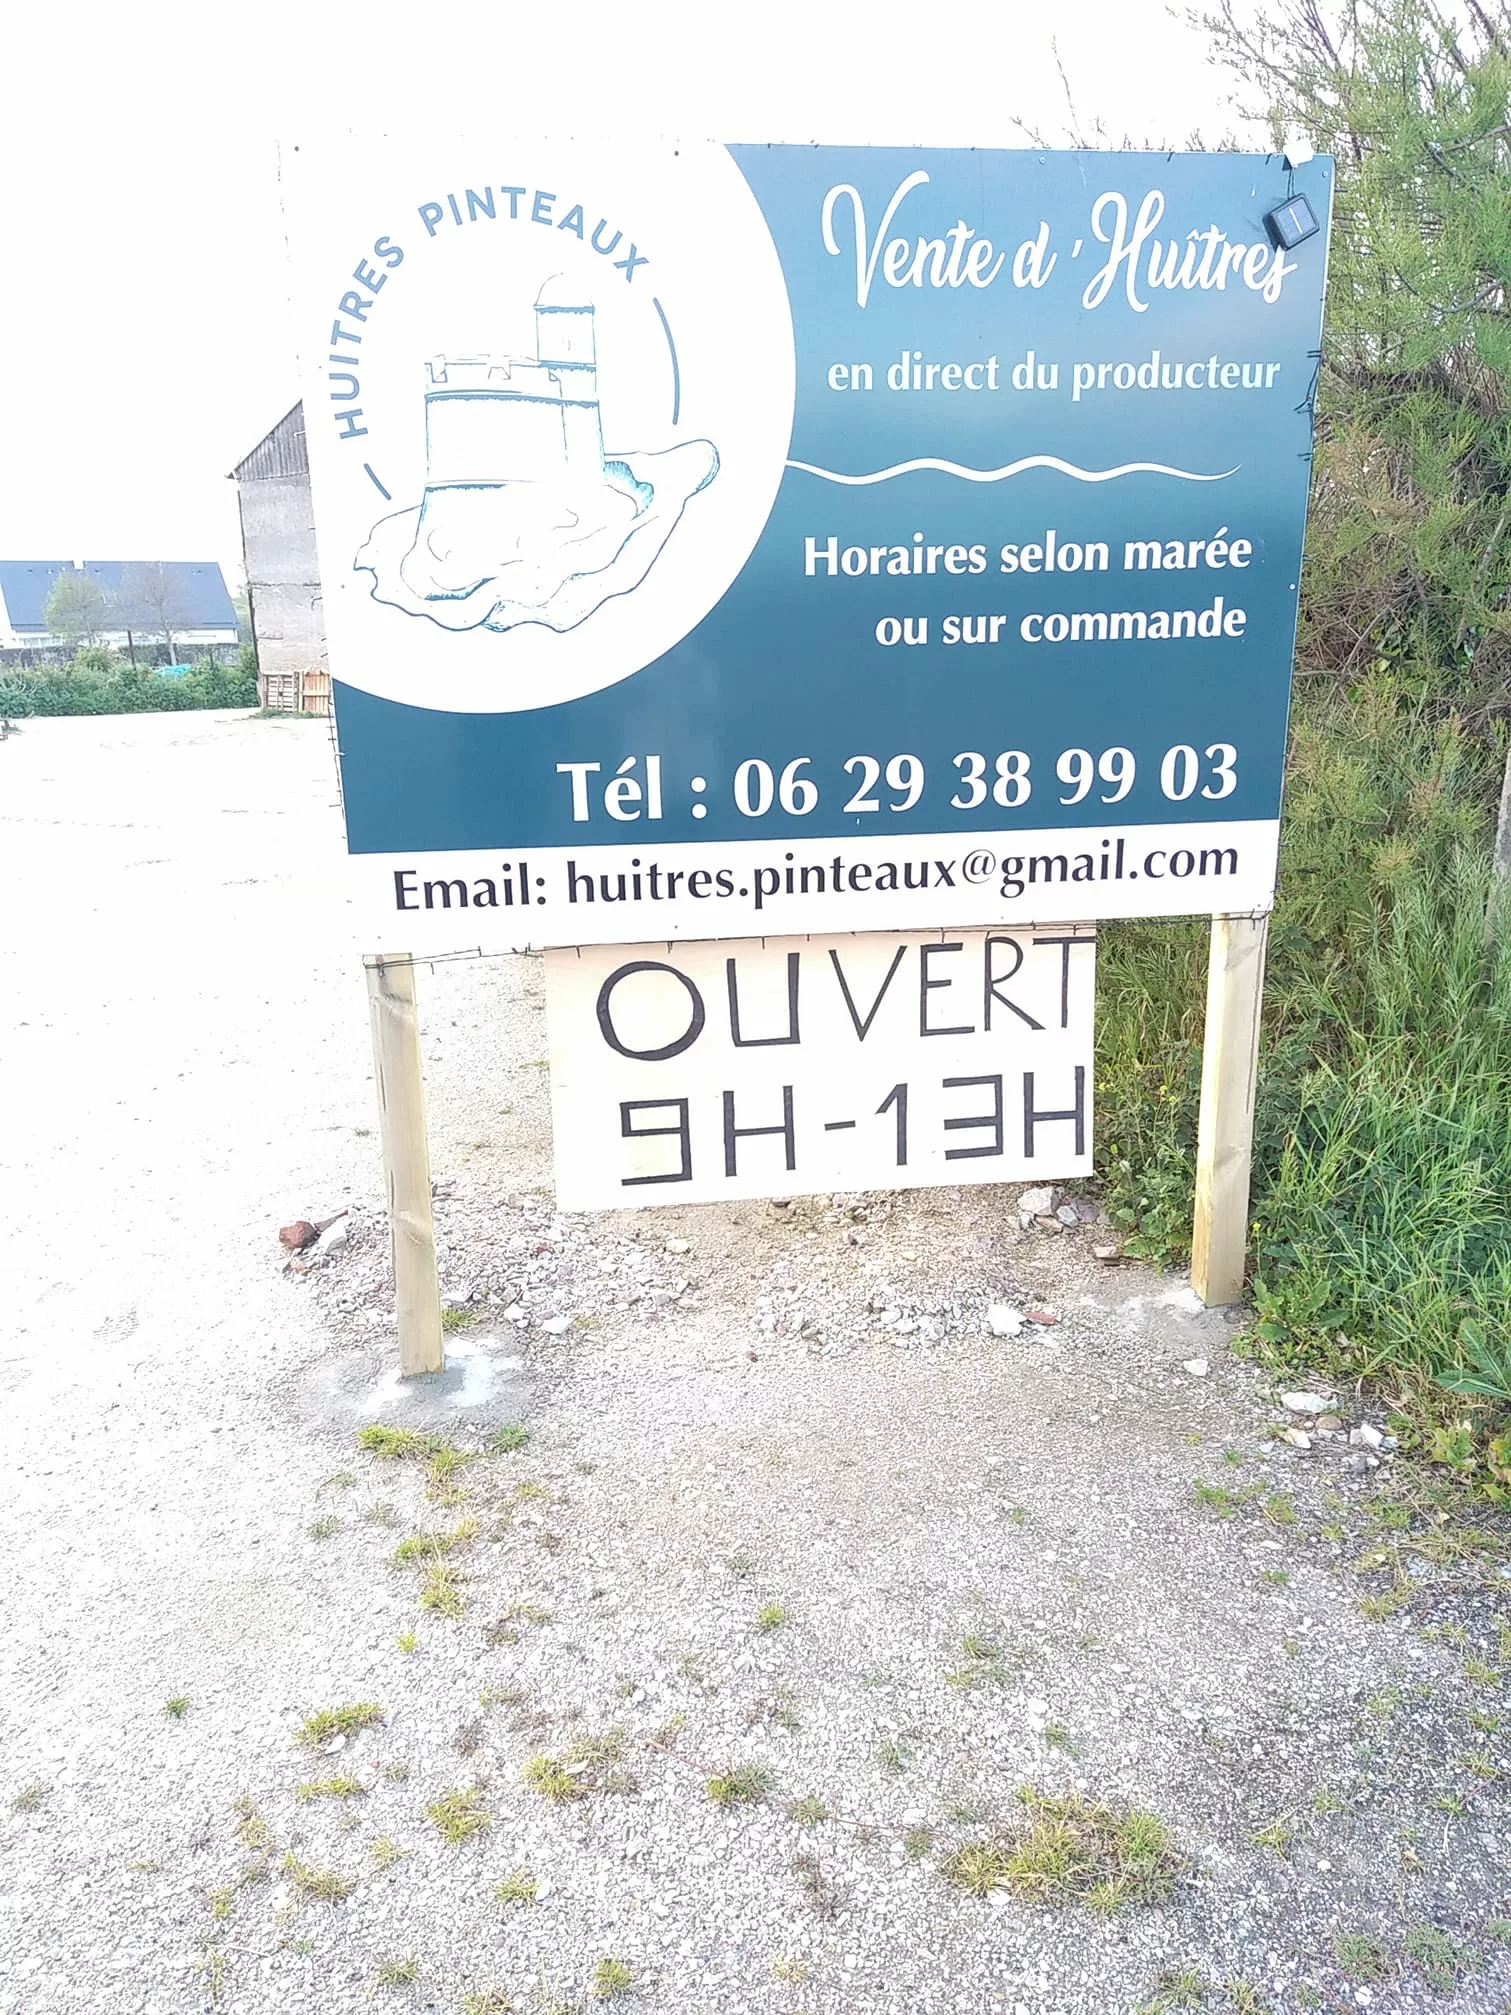 HUITRES PINTEAUX
Vente d'Huîtres
en direct du producteur
Horaires selon marée
ou sur commande
Tél : 06 29 38 99 03
Email: huitres.pinteaux@gmail.com
OUVERT
9H-13H